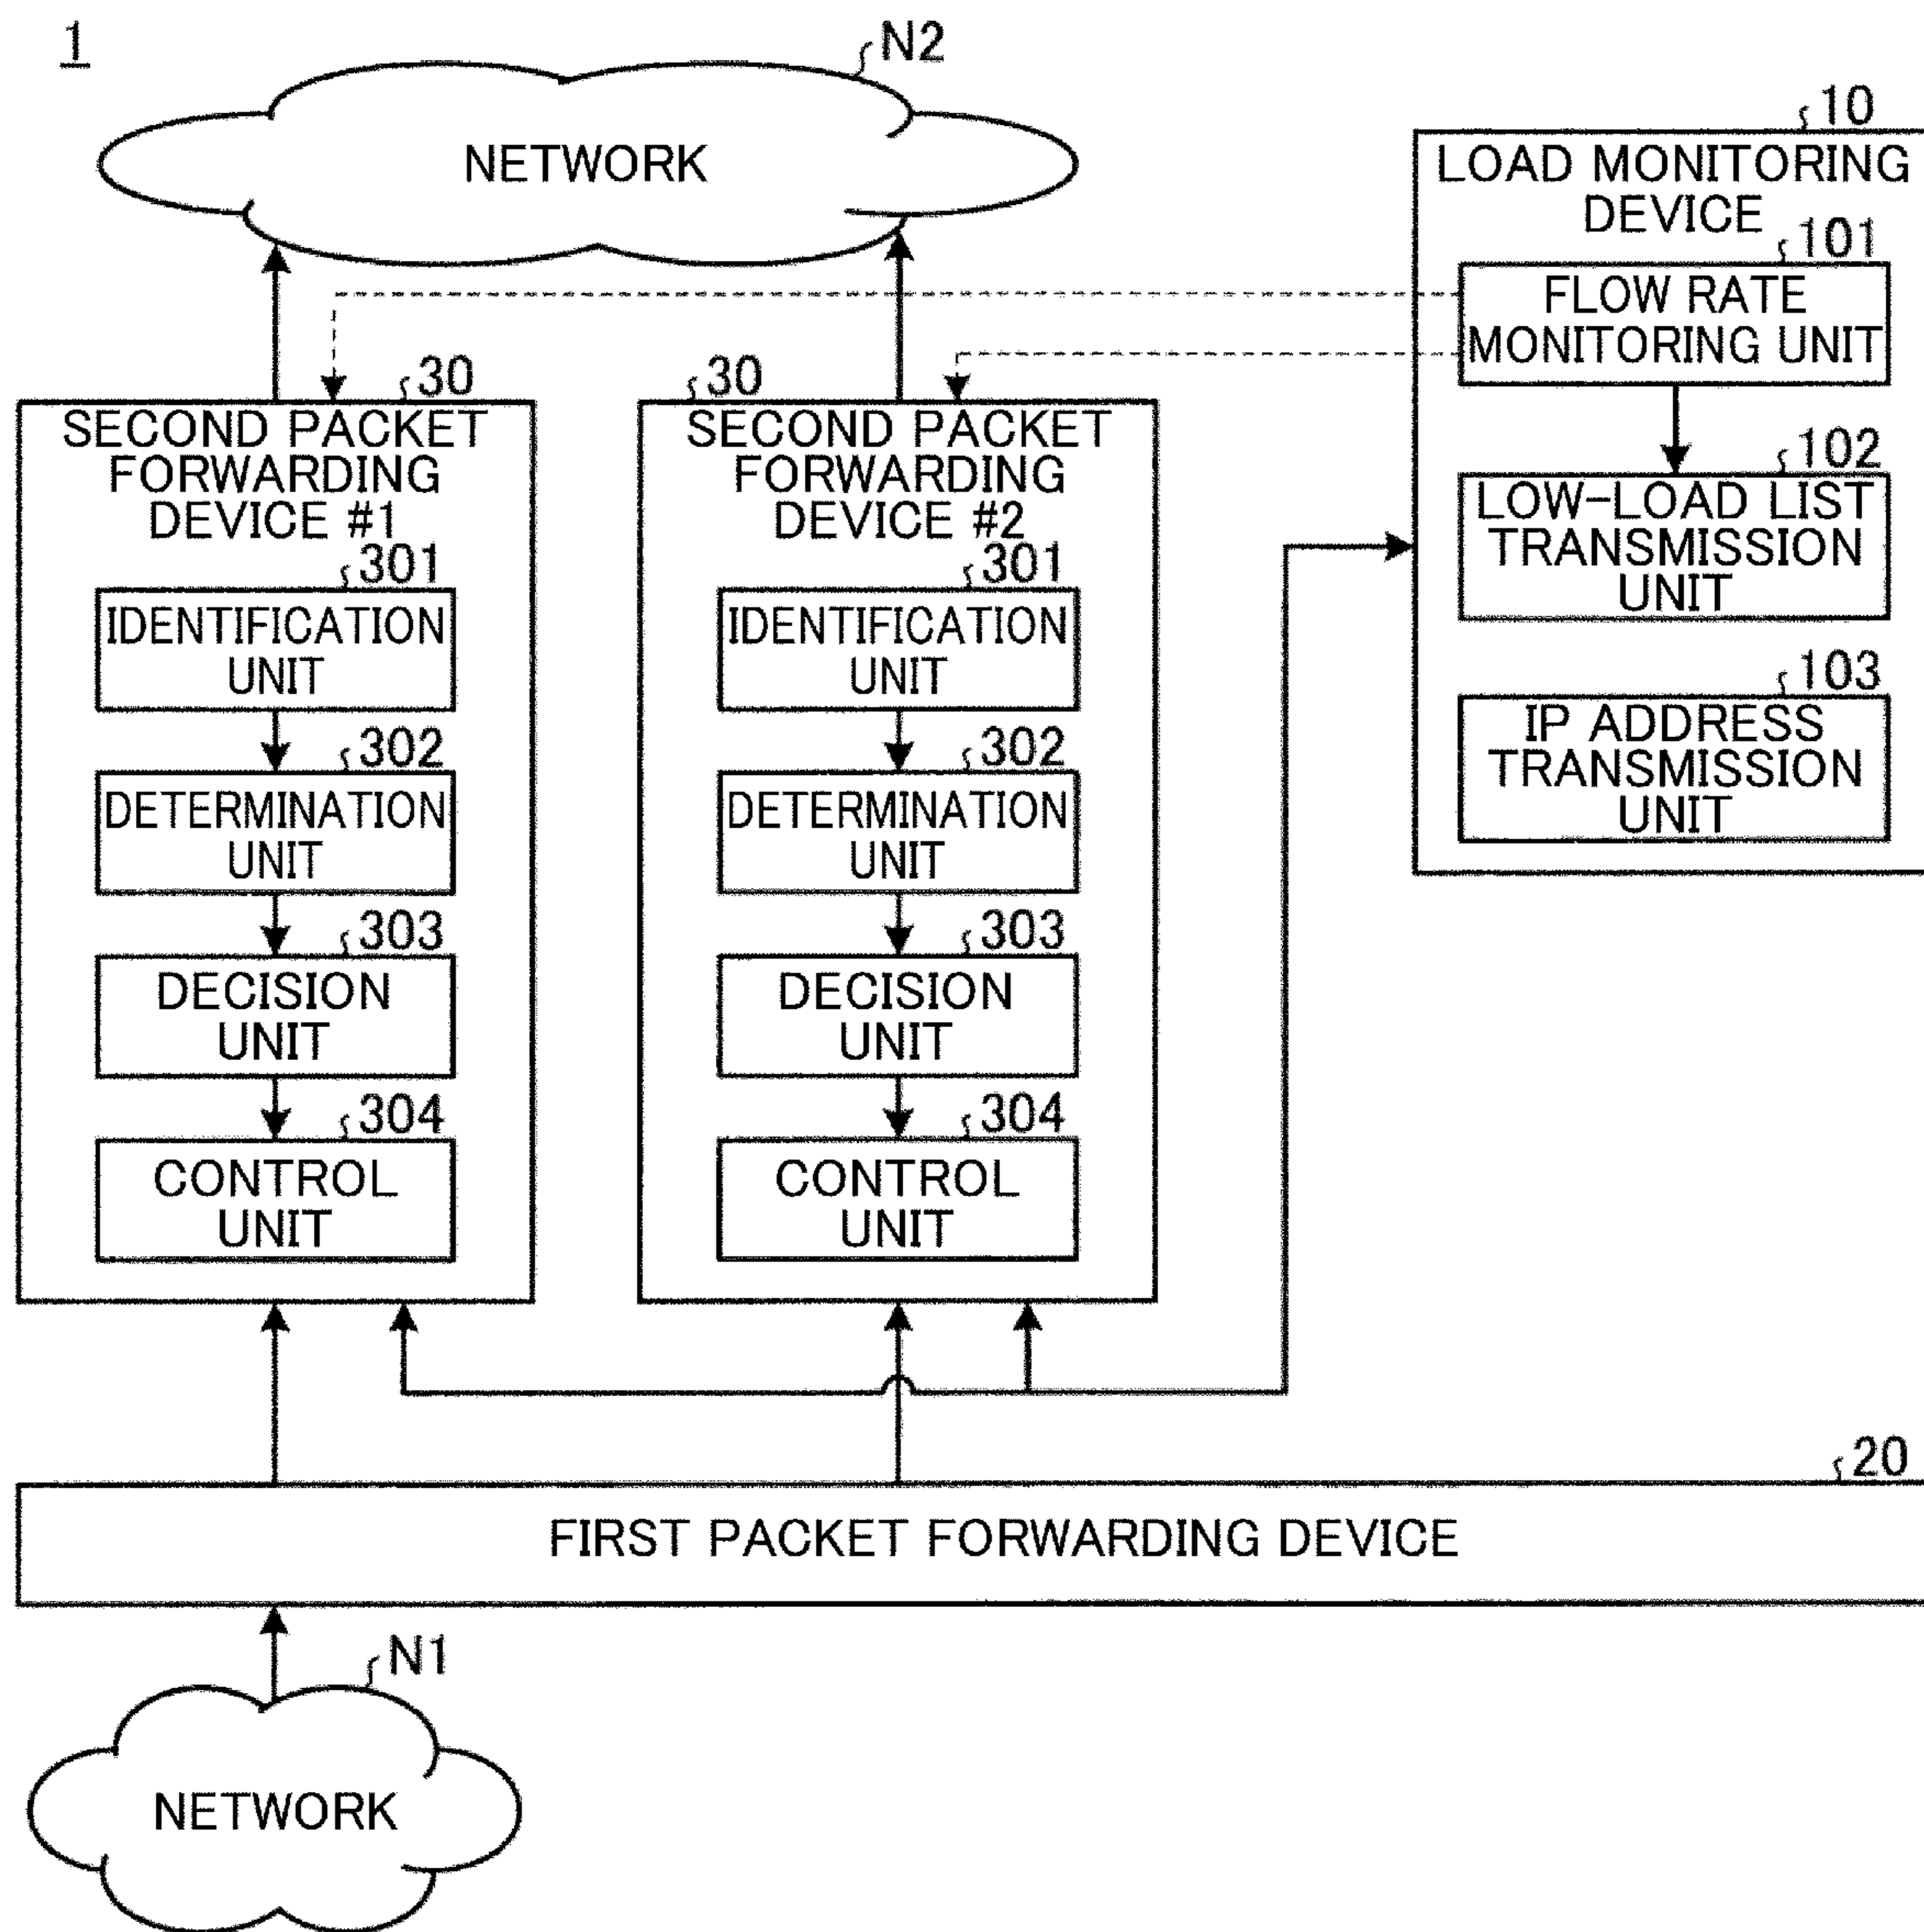 1
N2
NETWORK
10
LOAD MONITORING
DEVICE
101
FLOW RATE
MONITORING UNIT
102
LOW-LOAD LIST
TRANSMISSION
UNIT
103
IP ADDRESS
TRANSMISSION
UNIT
30
SECOND PACKET
FORWARDING
DEVICE #1
301
IDENTIFICATION
UNIT
302
DETERMINATION
UNIT
303
DECISION
UNIT
304
CONTROL
UNIT
30
SECOND PACKET
FORWARDING
DEVICE #2
301
IDENTIFICATION
UNIT
302
DETERMINATION
UNIT
303
DECISION
UNIT
304
CONTROL
UNIT
20
FIRST PACKET FORWARDING DEVICE
N1
NETWORK